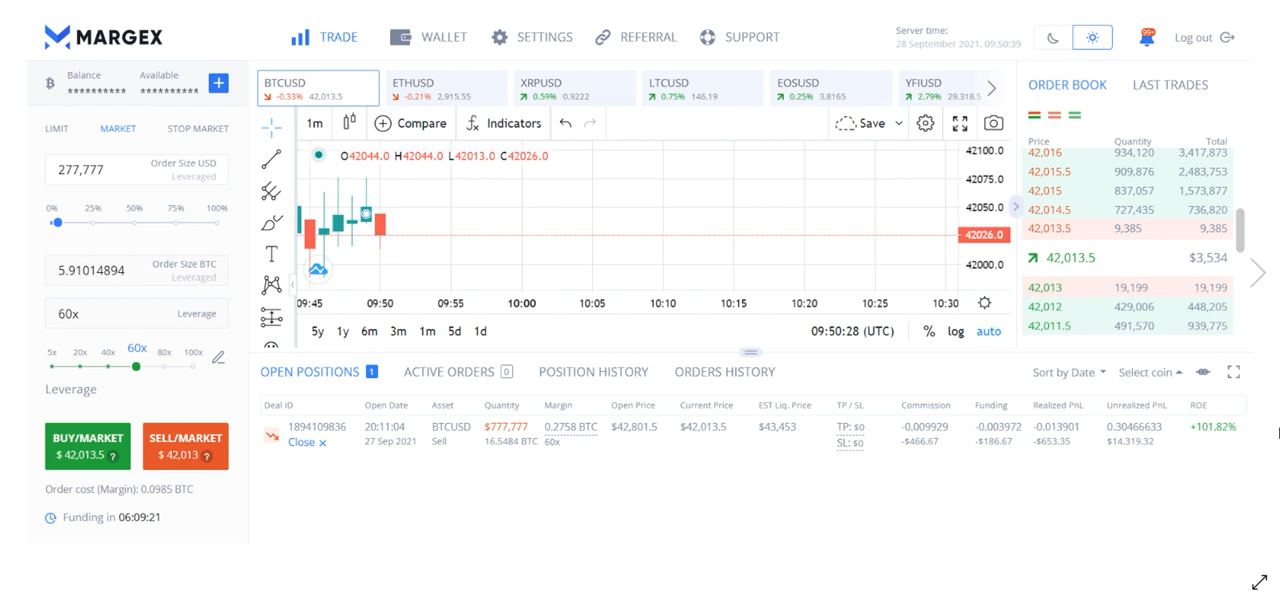 MARGEX
TRADE
WALLET
SETTINGS
REFERRAL
SUPPORT
Server time:
28 September 2021, 09:50:39
99+
Log out
Balance
**********
Available
**********
BTCUSD
-0.33% 42,013.5
ETHUSD
-0.21% 2,915.55
XRPUSD
0.59% 0.9222
LTCUSD
0.75% 146,19
EOSUSD
0.25% 3.8165
YFIUSD
2.79% 29.318.5
ORDER BOOK
LAST TRADES
LIMIT
MARKET
STOP MARKET
277,777
Order Size USD
Leveraged
0% 25% 50% 75% 100%
5.91014894
Order Size BTC
Leveraged
60x
Leverage
5x 20x 40x 60x 80x 100x
Leverage
BUY/MARKET
$ 42,013.5 ?
SELL/MARKET
$ 42,013 ?
Order cost (Margin): 0.0985 BTC
Funding in 06:09:21
1m
Compare
Indicators
Save
O42044.0 H42044.0 L42013.0 C42026.0
T
42100.0
42075.0
42050.0
42026.0
42000.0
09:45 09:50 09:55 10:00 10:05 10:10 10:15 10:20 10:25 10:30
5y 1y 6m 3m 1m 5d 1d
09:50:28 (UTC)
% log auto
Price Quantity Total
42,016 934,120 3,417,873
42,015.5 909,876 2,483,753
42,015 837,057 1,573,877
42,014.5 727,435 736,820
42,013.5 9,385 9,385
42,013.5 $3,534
42,013 19,199 19,199
42,012 429,006 448,205
42,011.5 491,570 939,775
OPEN POSITIONS 1
ACTIVE ORDERS 0
POSITION HISTORY
ORDERS HISTORY
Sort by Date
Select coin
Deal ID Open Date Asset Quantity Margin Open Price Current Price EST Liq. Price TP / SL Commission Funding Realized PnL Unrealized PnL ROE
1894109836 20:11:04 BTCUSD $777,777 0.2758 BTC $42,801.5 $42,013.5 $43,453 TP: $0 -0.009929 -0.003972 -0.013901 0.30466633 +101.82%
Close x 27 Sep 2021 Sell 16.5484 BTC 60x SL: $0 -$466.67 -$186.67 -$653.35 $14,319.32